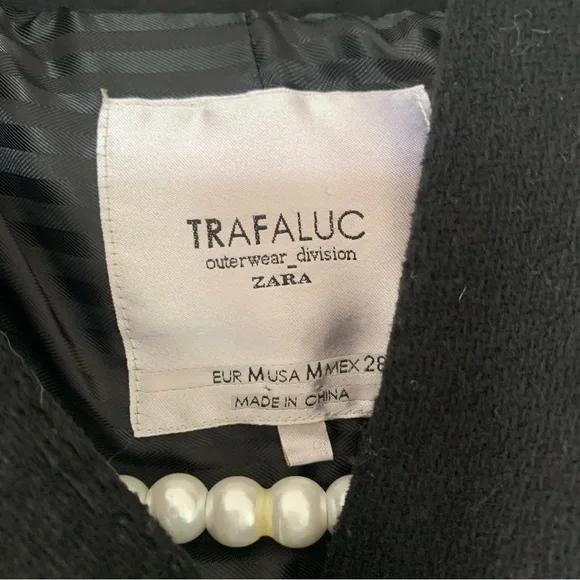 TRAFALUC
outerwear_division
ZARA
EUR M USA M MEX 28
MADE IN CHINA